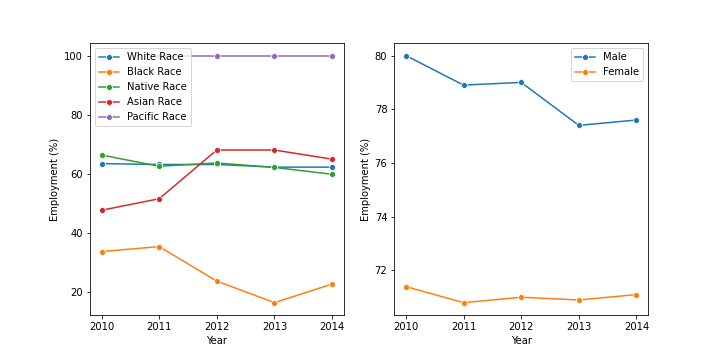 White Race
Black Race
Native Race
Asian Race
Pacific Race
100
80
60
40
20
Employment (%)
2010 2011 2012 2013 2014
Year
Male
Female
80
78
76
74
72
Employment (%)
2010 2011 2012 2013 2014
Year